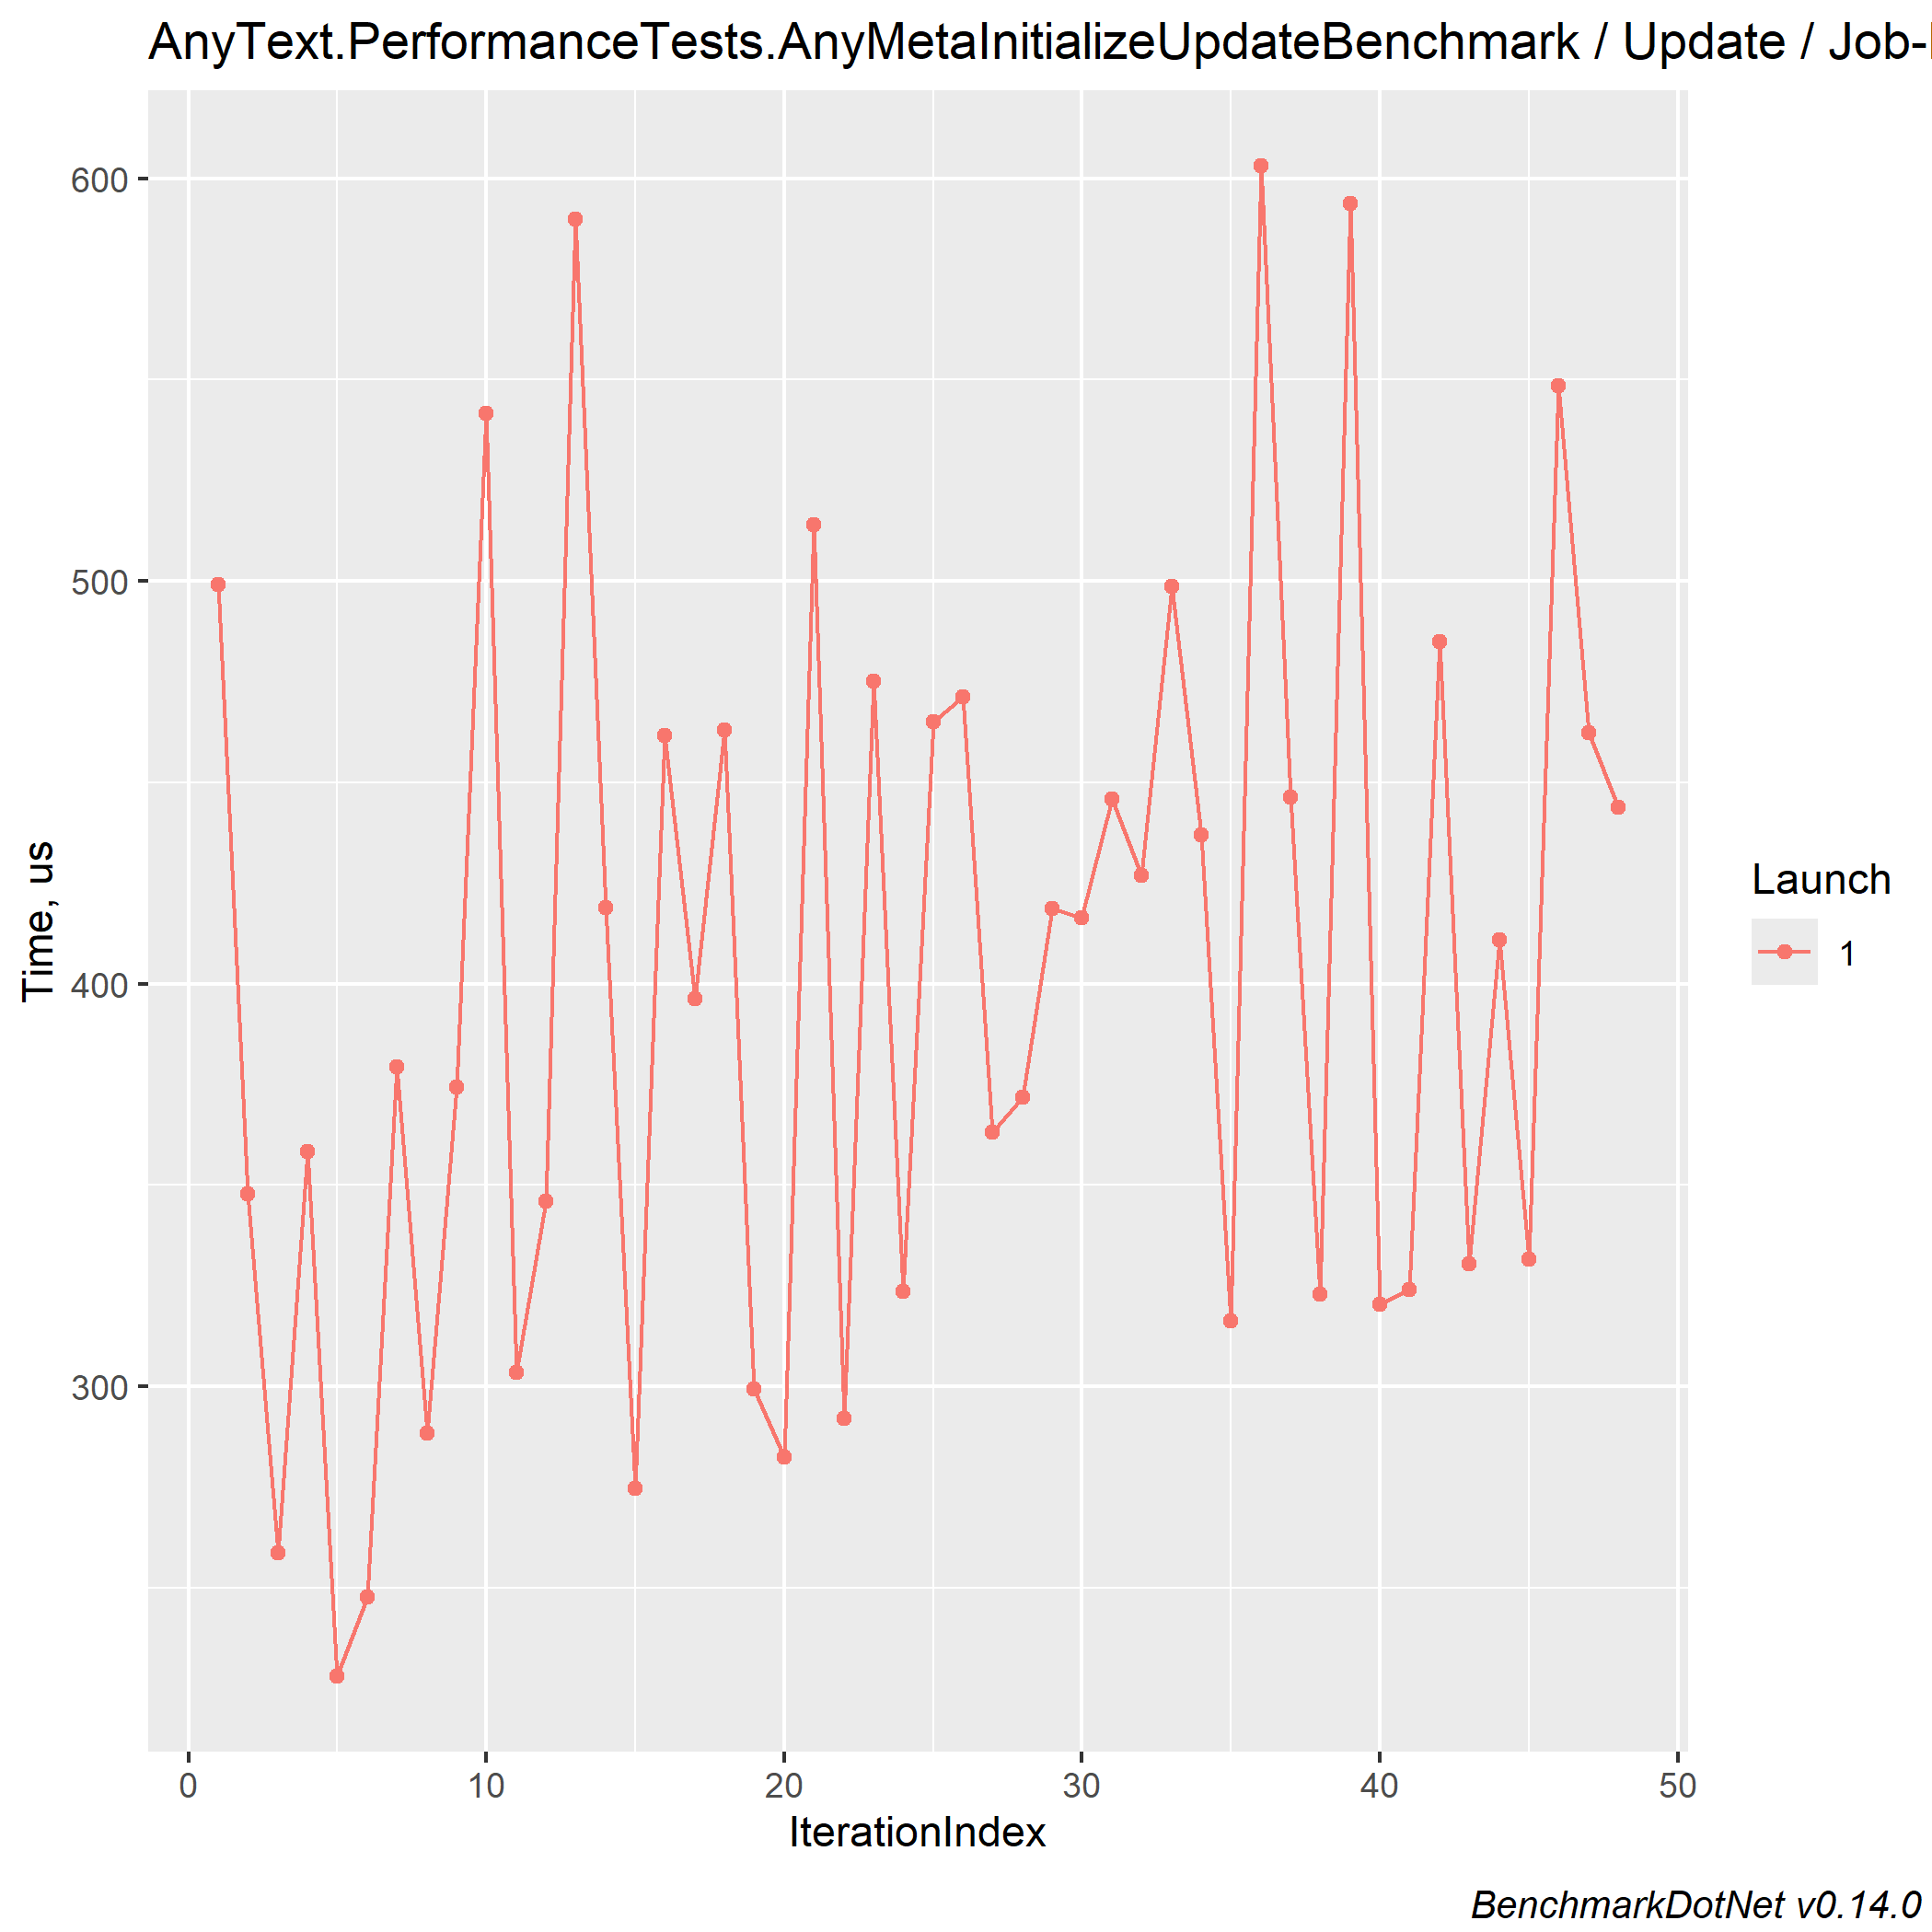 AnyText.PerformanceTests.AnyMetaInitializeUpdateBenchmark / Update / Job-
600
500
400
300
Time, us
0 10 20 30 40 50
IterationIndex
Launch
1
BenchmarkDotNet v0.14.0